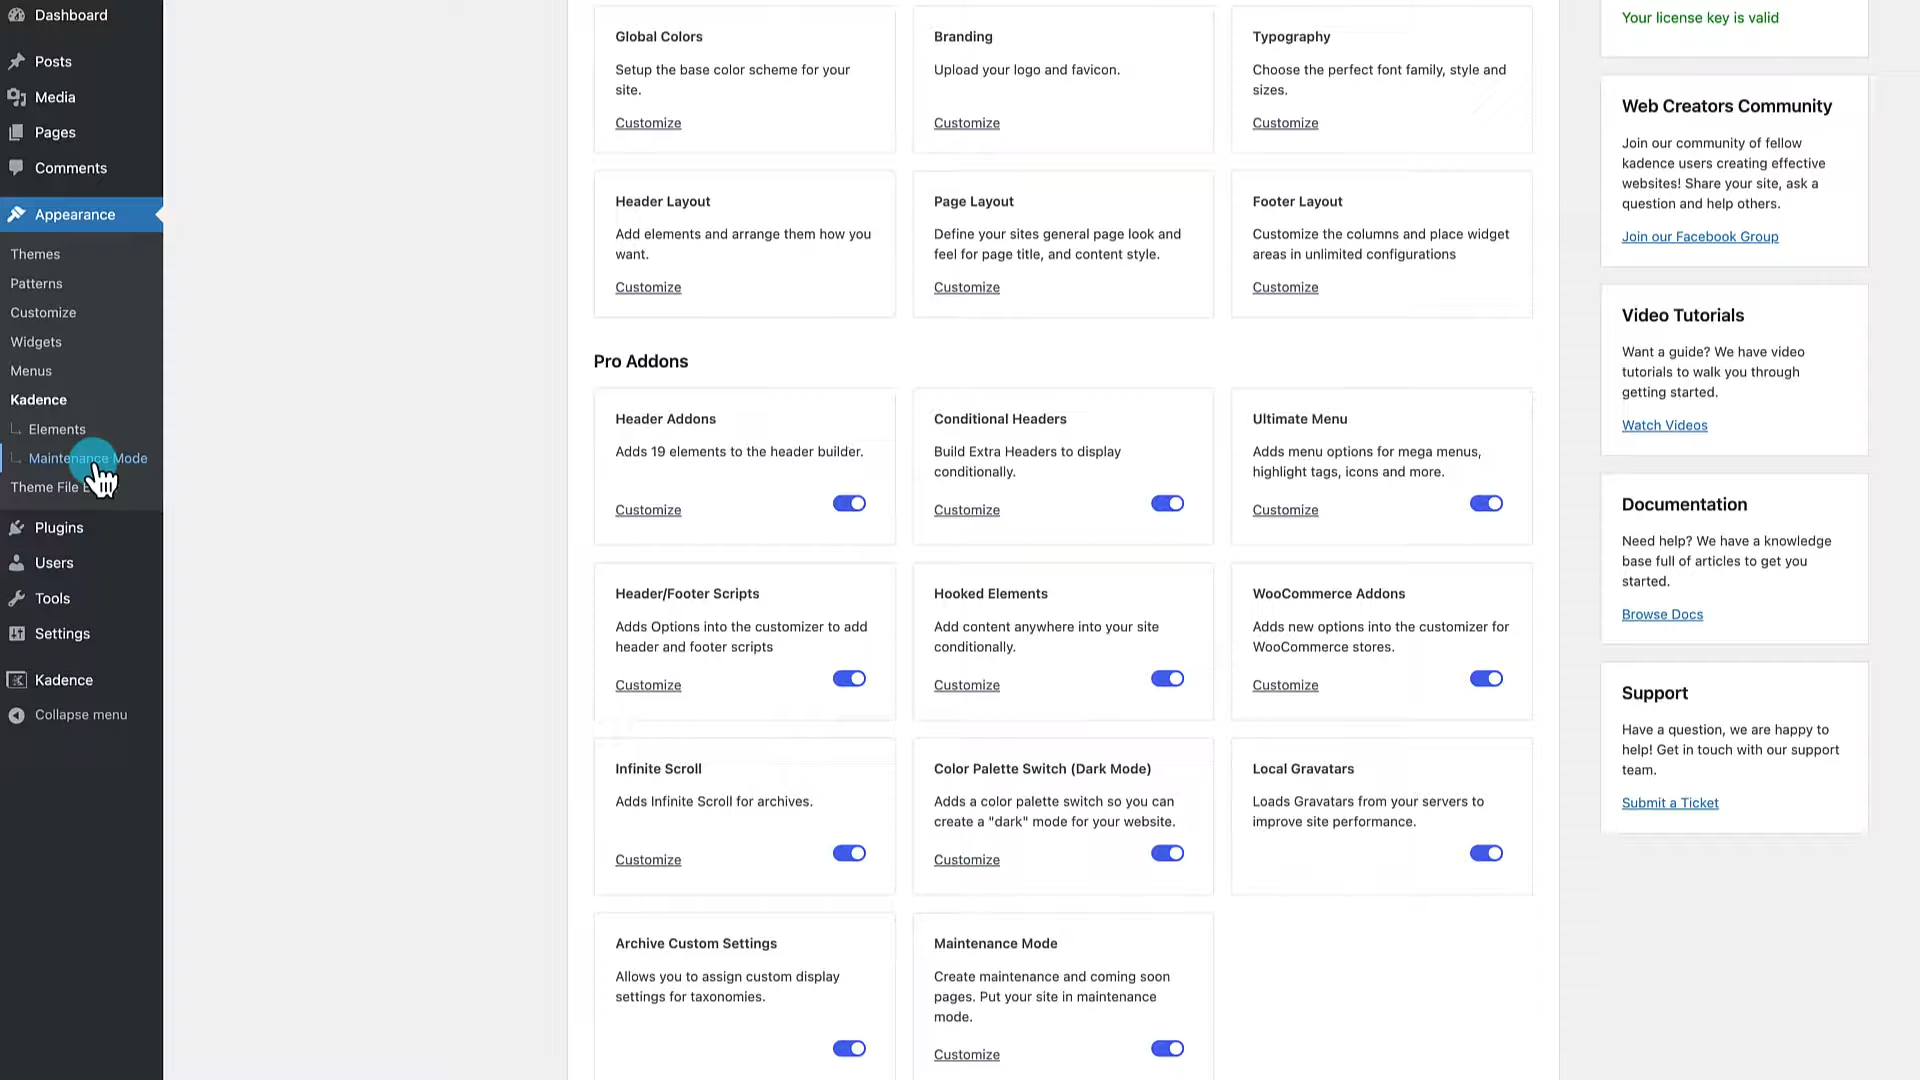 Dashboard
Posts
Media
Pages
Comments
Appearance
Themes
Patterns
Customize
Widgets
Menus
Kadence
Elements
Maintenance Mode
Theme File
Plugins
Users
Tools
Settings
Kadence
Collapse menu
Global Colors
Setup the base color scheme for your
site.
Customize
Branding
Upload your logo and favicon.
Customize
Typography
Choose the perfect font family, style and
sizes.
Customize
Header Layout
Add elements and arrange them how you
want.
Customize
Page Layout
Define your sites general page look and
feel for page title, and content style.
Customize
Footer Layout
Customize the columns and place widget
areas in unlimited configurations
Customize
Pro Addons
Header Addons
Adds 19 elements to the header builder.
Customize
Conditional Headers
Build Extra Headers to display
conditionally.
Customize
Ultimate Menu
Adds menu options for mega menus,
highlight tags, icons and more.
Customize
Header/Footer Scripts
Adds Options into the customizer to add
header and footer scripts
Customize
Hooked Elements
Add content anywhere into your site
conditionally.
Customize
WooCommerce Addons
Adds new options into the customizer for
WooCommerce stores.
Customize
Infinite Scroll
Adds Infinite Scroll for archives.
Customize
Color Palette Switch (Dark Mode)
Adds a color palette switch so you can
create a "dark" mode for your website.
Customize
Local Gravatars
Loads Gravatars from your servers to
improve site performance.
Archive Custom Settings
Allows you to assign custom display
settings for taxonomies.
Maintenance Mode
Create maintenance and coming soon
pages. Put your site in maintenance
mode.
Customize
Your license key is valid
Web Creators Community
Join our community of fellow
kadence users creating effective
websites! Share your site, ask a
question and help others.
Join our Facebook Group
Video Tutorials
Want a guide? We have video
tutorials to walk you through
getting started.
Watch Videos
Documentation
Need help? We have a knowledge
base full of articles to get you
started.
Browse Docs
Support
Have a question, we are happy to
help! Get in touch with our support
team.
Submit a Ticket